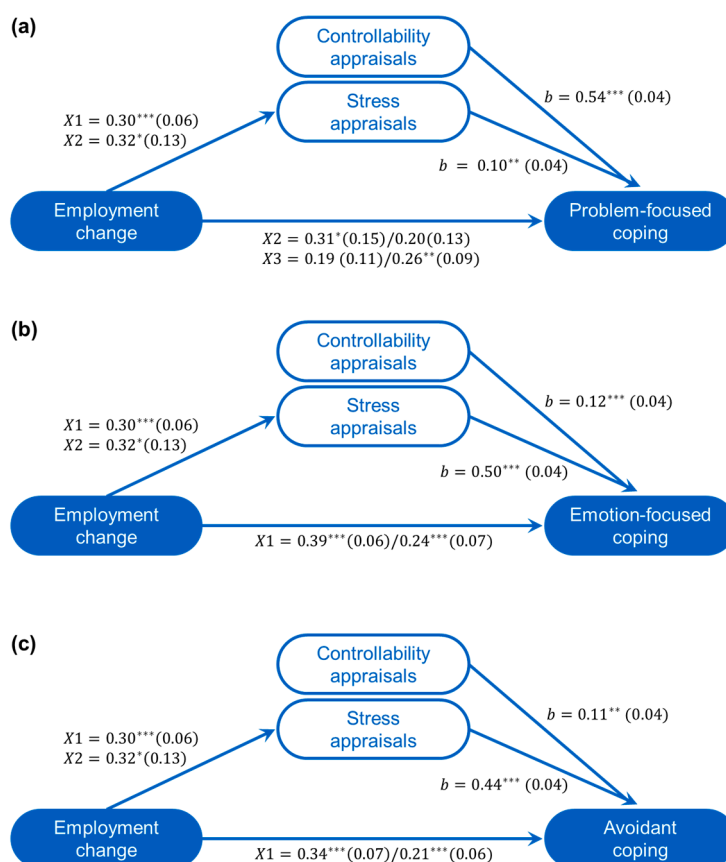 (a)
Controllability
appraisals
Stress
appraisals
X1 = 0.30***(0.06)
X2 = 0.32*(0.13)
b = 0.54*** (0.04)
b = 0.10** (0.04)
Employment
change
Problem-focused
coping
X2 = 0.31*(0.15)/0.20(0.13)
X3 = 0.19 (0.11)/0.26**(0.09)
(b)
Controllability
appraisals
Stress
appraisals
X1 = 0.30***(0.06)
X2 = 0.32*(0.13)
b = 0.12*** (0.04)
b = 0.50*** (0.04)
Employment
change
Emotion-focused
coping
X1 = 0.39***(0.06)/0.24***(0.07)
(c)
Controllability
appraisals
Stress
appraisals
X1 = 0.30***(0.06)
X2 = 0.32*(0.13)
b = 0.11** (0.04)
b = 0.44*** (0.04)
Employment
change
Avoidant
coping
X1 = 0.34***(0.07)/0.21***(0.06)